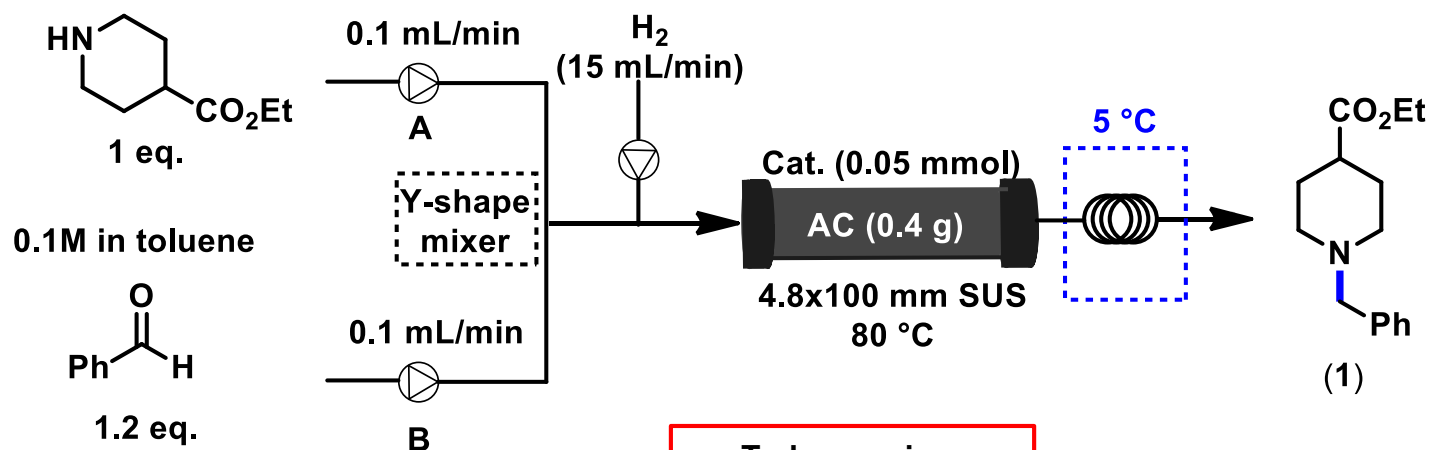 HN
CO2Et
1 eq.
0.1M in toluene
O
Ph
H
1.2 eq.
0.1 mL/min
A
Y-shape
mixer
0.1 mL/min
B
H2
(15 mL/min)
Cat. (0.05 mmol)
AC (0.4 g)
4.8x100 mm SUS
80 °C
5 °C
CO2Et
N
Ph
(1)